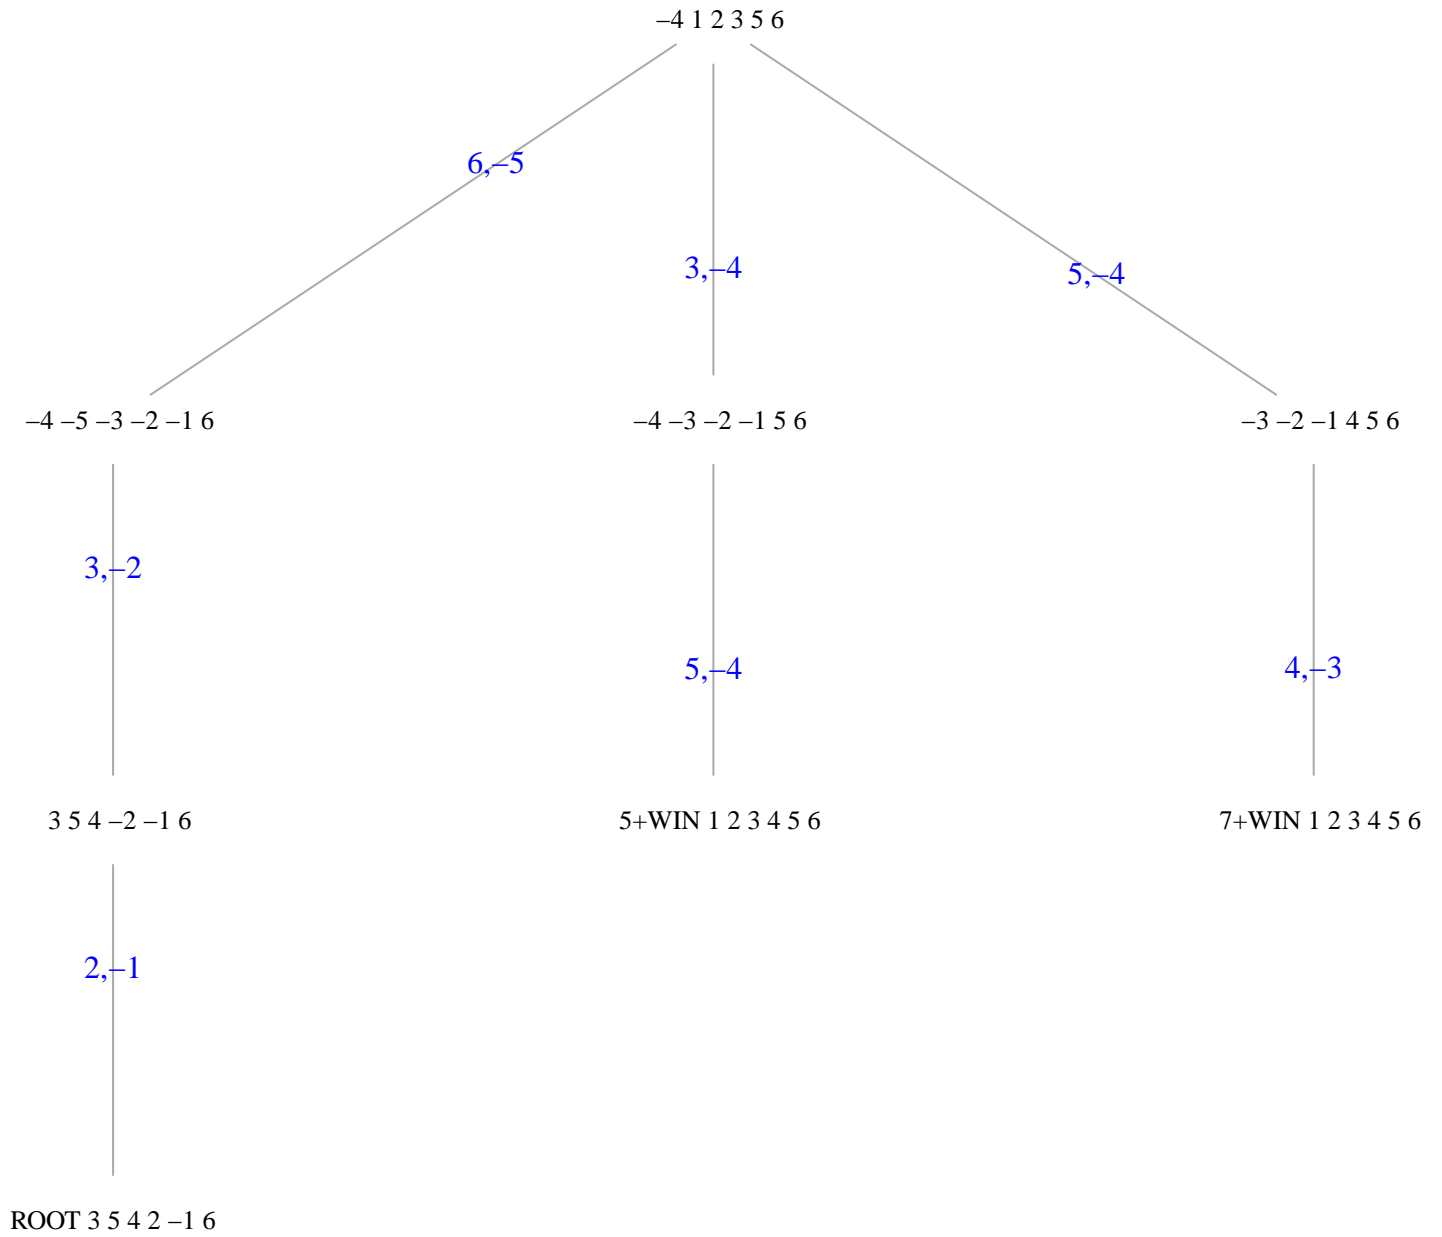 –4 1 2 3 5 6
6,–5
3,–4
5,–4
–4 –5 –3 –2 –1 6
–4 –3 –2 –1 5 6
–3 –2 –1 4 5 6
3,–2
5,–4
4,–3
3 5 4 –2 –1 6
5+WIN 1 2 3 4 5 6
7+WIN 1 2 3 4 5 6
2,–1
ROOT 3 5 4 2 –1 6